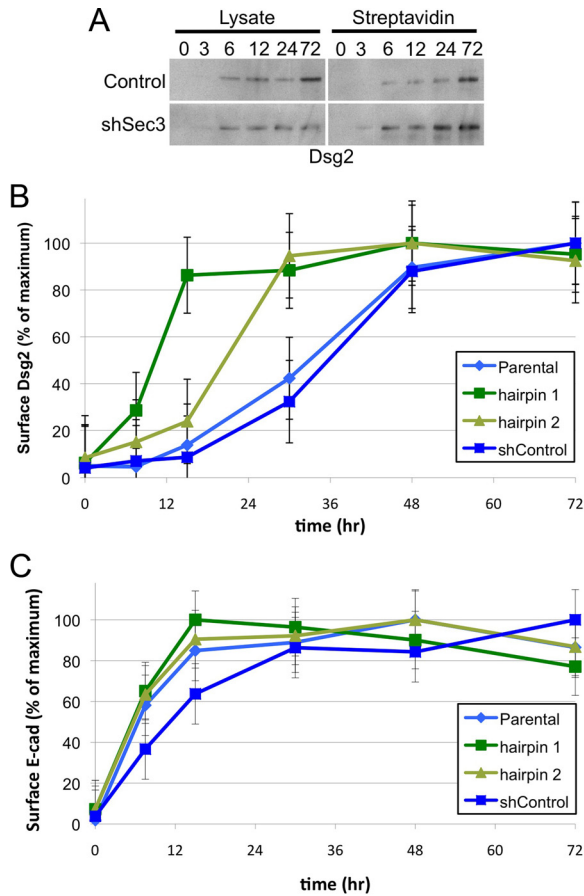 A
Lysate Streptavidin
0 3 6 12 24 72 0 3 6 12 24 72
Control
shSec3
Dsg2
B
Surface Dsg2 (% of maximum)
100
80
60
40
20
0
0 12 24 36 48 60 72
time (hr)
Parental
hairpin 1
hairpin 2
shControl
C
Surface E-cad (% of maximum)
100
80
60
40
20
0
0 12 24 36 48 60 72
time (hr)
Parental
hairpin 1
hairpin 2
shControl